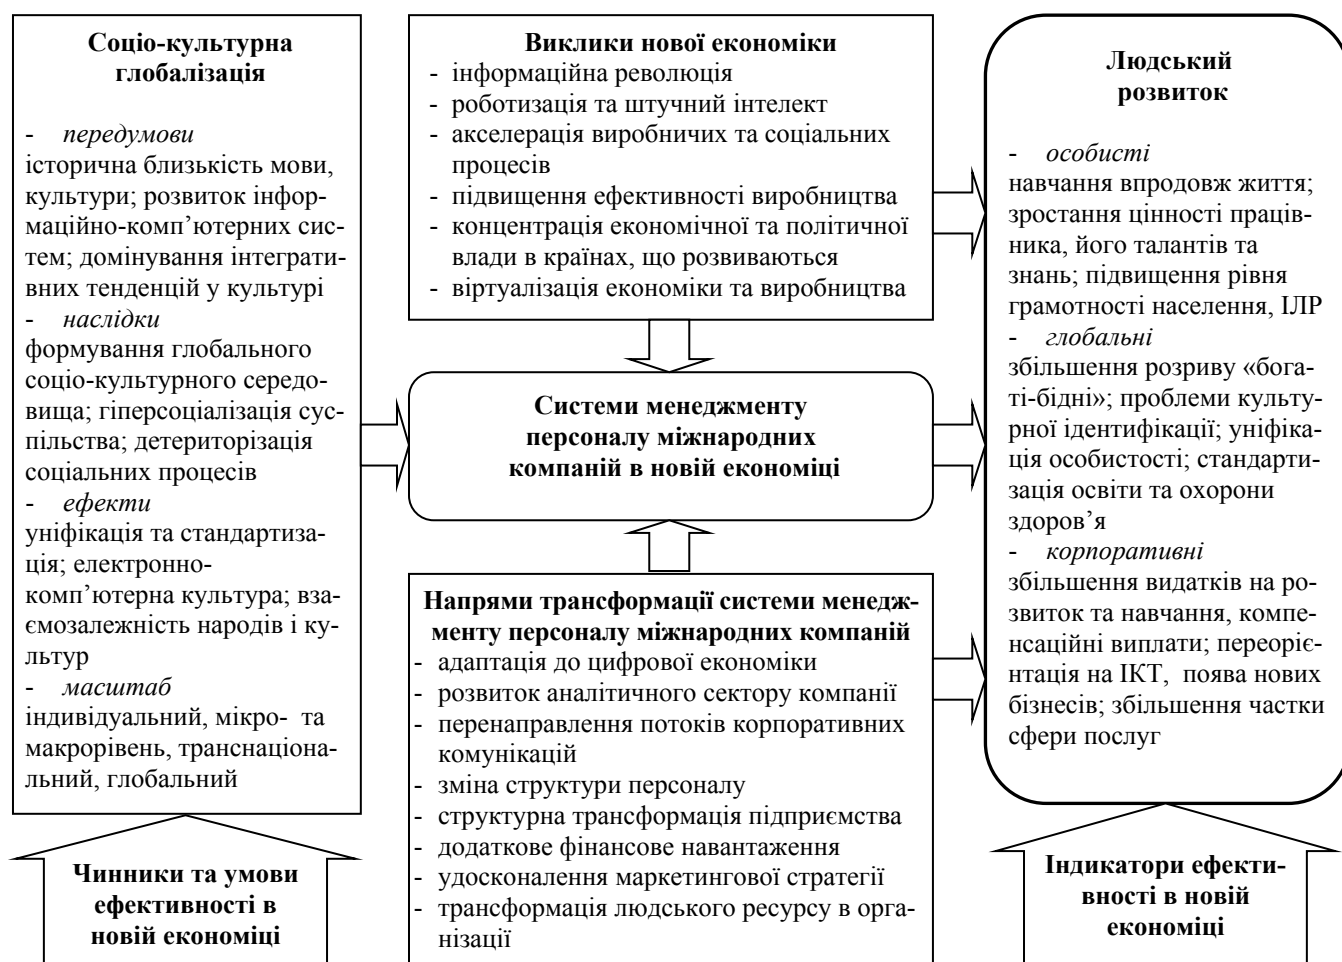 Соціо-культурна
глобалізація
- передумови
історична близькість мови,
культури; розвиток інфор-
маційно-комп’ютерних сис-
тем; домінування інтеграти-
вних тенденцій у культурі
- наслідки
формування глобального
соціо-культурного середо-
вища; гіперсоціалізація сус-
пільства; детериторізація
соціальних процесів
- ефекти
уніфікація та стандартиза-
ція; електронно-
комп’ютерна культура; вза-
ємозалежність народів і ку-
льтур
- масштаб
індивідуальний, мікро- та
макрорівень, транснаціона-
льний, глобальний
Чинники та умови
ефективності в
новій економіці
Виклики нової економіки
- інформаційна революція
- роботизація та штучний інтелект
- акселерація виробничих та соціальних
процесів
- підвищення ефективності виробництва
- концентрація економічної та політичної
влади в країнах, що розвиваються
- віртуалізація економіки та виробництва
Системи менеджменту
персоналу міжнародних
компаній в новій економіці
Напрями трансформації системи менедж-
менту персоналу міжнародних компаній
- адаптація до цифрової економіки
- розвиток аналітичного сектору компанії
- перенаправлення потоків корпоративних
комунікацій
- зміна структури персоналу
- структурна трансформація підприємства
- додаткове фінансове навантаження
- удосконалення маркетингової стратегії
- трансформація людського ресурсу в орга-
нізації
Людський
розвиток
- особисті
навчання впродовж життя;
зростання цінності праців-
ника, його талантів та
знань; підвищення рівня
грамотності населення, ІЛР
- глобальні
збільшення розриву «бога-
ті-бідні»; проблеми культу-
рної ідентифікації; уніфіка-
ція особистості; стандарти-
зація освіти та охорони
здоров’я
- корпоративні
збільшення видатків на ро-
звиток та навчання, компе-
нсаційні виплати; переоріє-
нтація на ІКТ, поява нових
бізнесів; збільшення частки
сфери послуг
Індикатори ефекти-
вності в новій
економіці